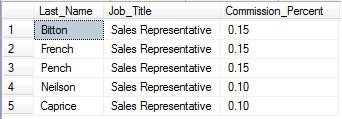 Last_Name Job_Title Commission_Percent
1 Bitton Sales Representative 0.15
2 French Sales Representative 0.15
3 Pench Sales Representative 0.15
4 Neilson Sales Representative 0.10
5 Caprice Sales Representative 0.10